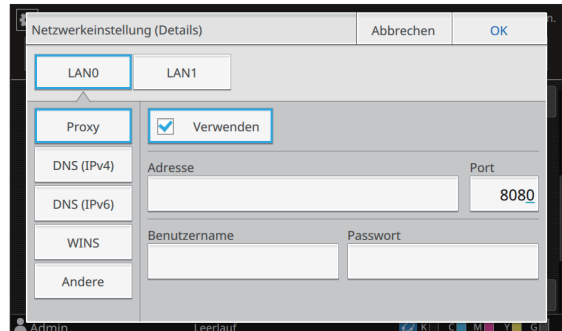 Netzwerkeinstellung (Details) Abbrechen OK
n.
LAN0 LAN1
Proxy Verwenden
DNS (IPv4) Adresse Port
8080
DNS (IPv6)
WINS Benutzername Passwort
Andere
Admin Leerlauf K C M Y G